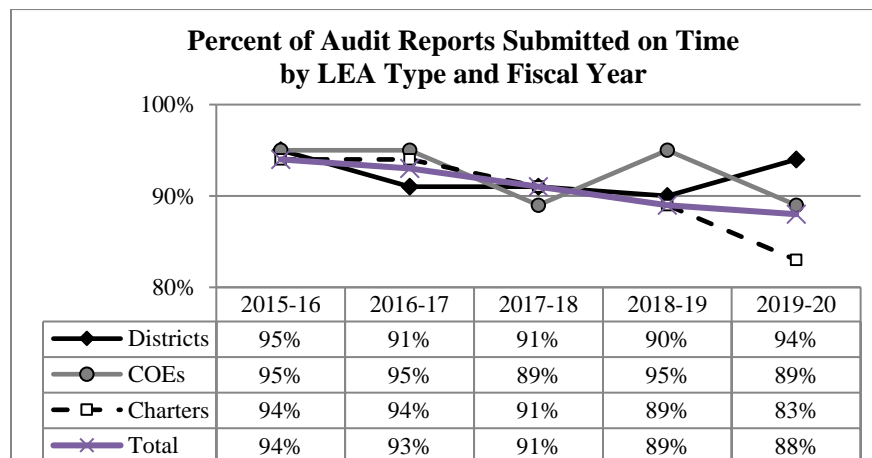 Percent of Audit Reports Submitted on Time
by LEA Type and Fiscal Year
100%
90%
80%
2015-16 2016-17 2017-18 2018-19 2019-20
Districts 95% 91% 91% 90% 94%
COEs 95% 95% 89% 95% 89%
Charters 94% 94% 91% 89% 83%
Total 94% 93% 91% 89% 88%